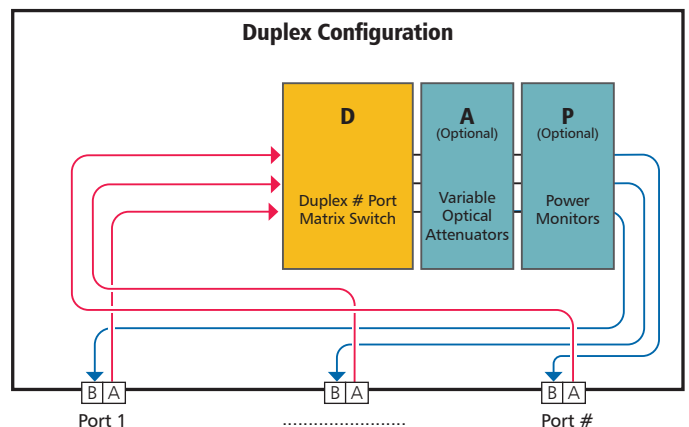 Duplex Configuration
D
Duplex # Port
Matrix Switch
A
(Optional)
Variable
Optical
Attenuators
P
(Optional)
Power
Monitors
B A
B A
B A
Port 1
........................
Port #